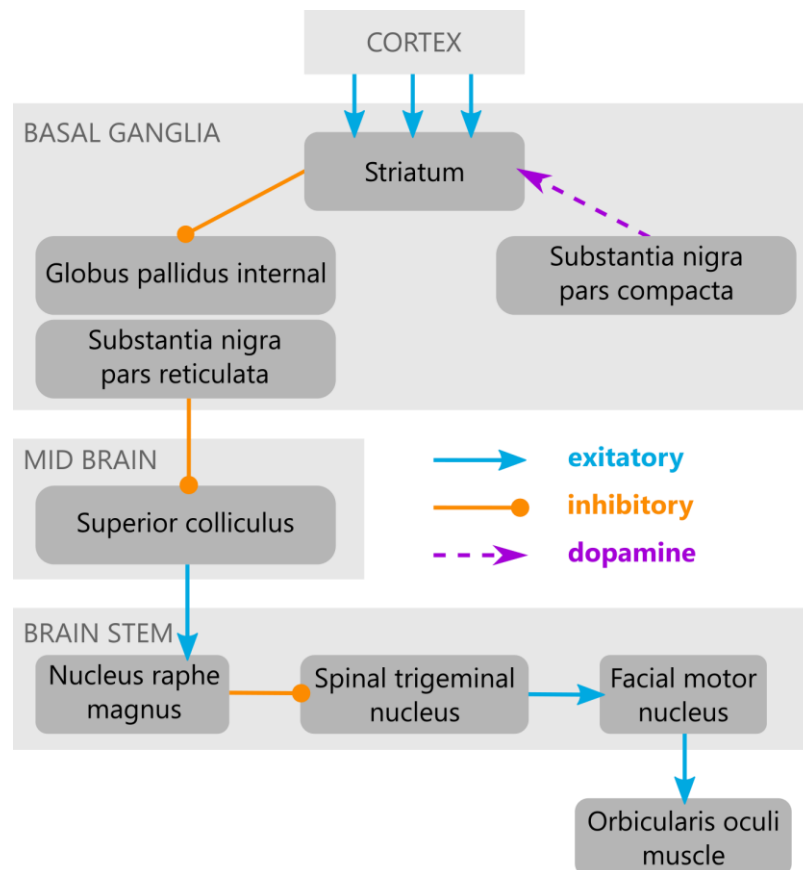 CORTEX
BASAL GANGLIA
Striatum
Globus pallidus internal
Substantia nigra
pars compacta
Substantia nigra
pars reticulata
MID BRAIN
Superior colliculus
exitatory
inhibitory
dopamine
BRAIN STEM
Nucleus raphe
magnus
Spinal trigeminal
nucleus
Facial motor
nucleus
Orbicularis oculi
muscle